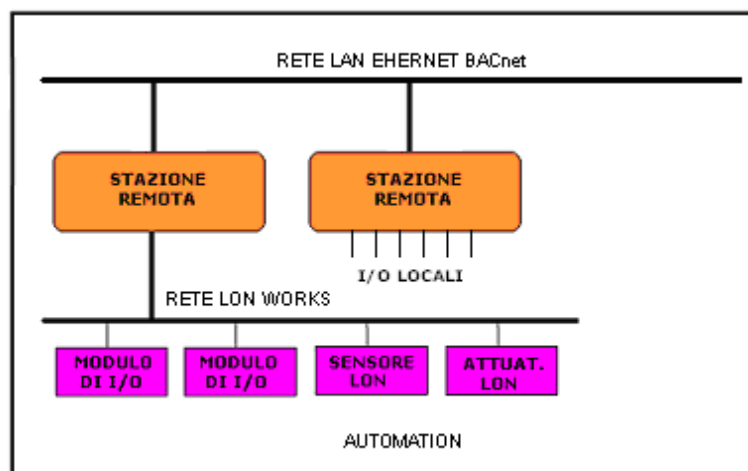 RETE LAN EHERNET BACnet
STAZIONE
REMOTA
STAZIONE
REMOTA
I/O LOCALI
RETE LON WORKS
MODULO
DI I/O
MODULO
DI I/O
SENSORE
LON
ATTUAT.
LON
AUTOMATION